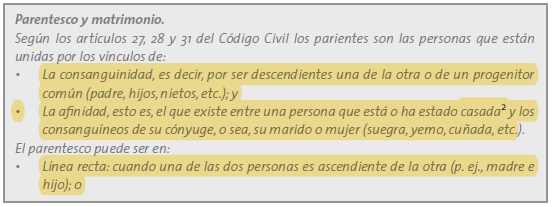 Parentesco y matrimonio.
Según los artículos 27, 28 y 31 del Código Civil los parientes son las personas que están
unidas por los vínculos de:
• La consanguinidad, es decir, por ser descendientes una de la otra o de un progenitor
común (padre, hijos, nietos, etc.); y
• La afinidad, esto es, el que existe entre una persona que está o ha estado casada² y los
consanguíneos de su cónyuge, o sea, su marido o mujer (suegra, yerno, cuñada, etc.).
El parentesco puede ser en:
• Línea recta: cuando una de las dos personas es ascendiente de la otra (p. ej., madre e
hijo); o